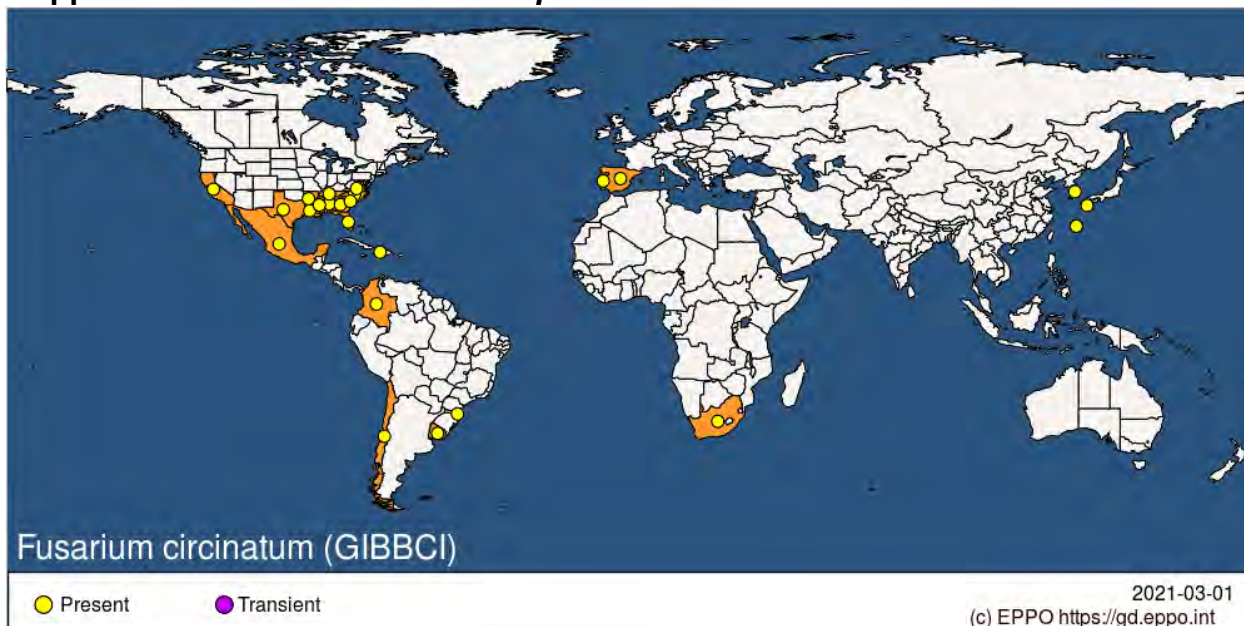 Fusarium circinatum (GIBBCI)
Present
Transient
2021-03-01
(c) EPPO https://gd.eppo.int